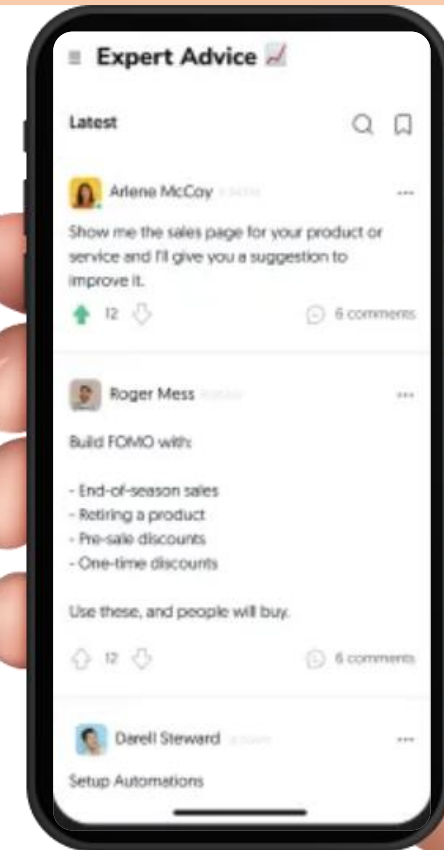 Expert Advice
Latest
Arlene McCoy
Show me the sales page for your product or
service and I'll give you a suggestion to
improve it.
12
6 comments
Roger Mess
Build FOMO with:
- End-of-season sales
- Retiring a product
- Pre-sale discounts
- One-time discounts
Use these, and people will buy.
12
6 comments
Darell Steward
Setup Automations